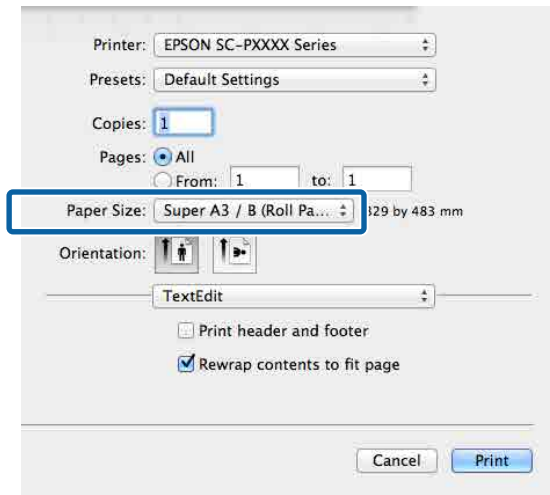 Printer: EPSON SC-PXXXX Series
Presets: Default Settings
Copies: 1
Pages: All
From: 1 to: 1
Paper Size: Super A3 / B (Roll Pa... 329 by 483 mm
Orientation:
TextEdit
Print header and footer
Rewrap contents to fit page
Cancel Print